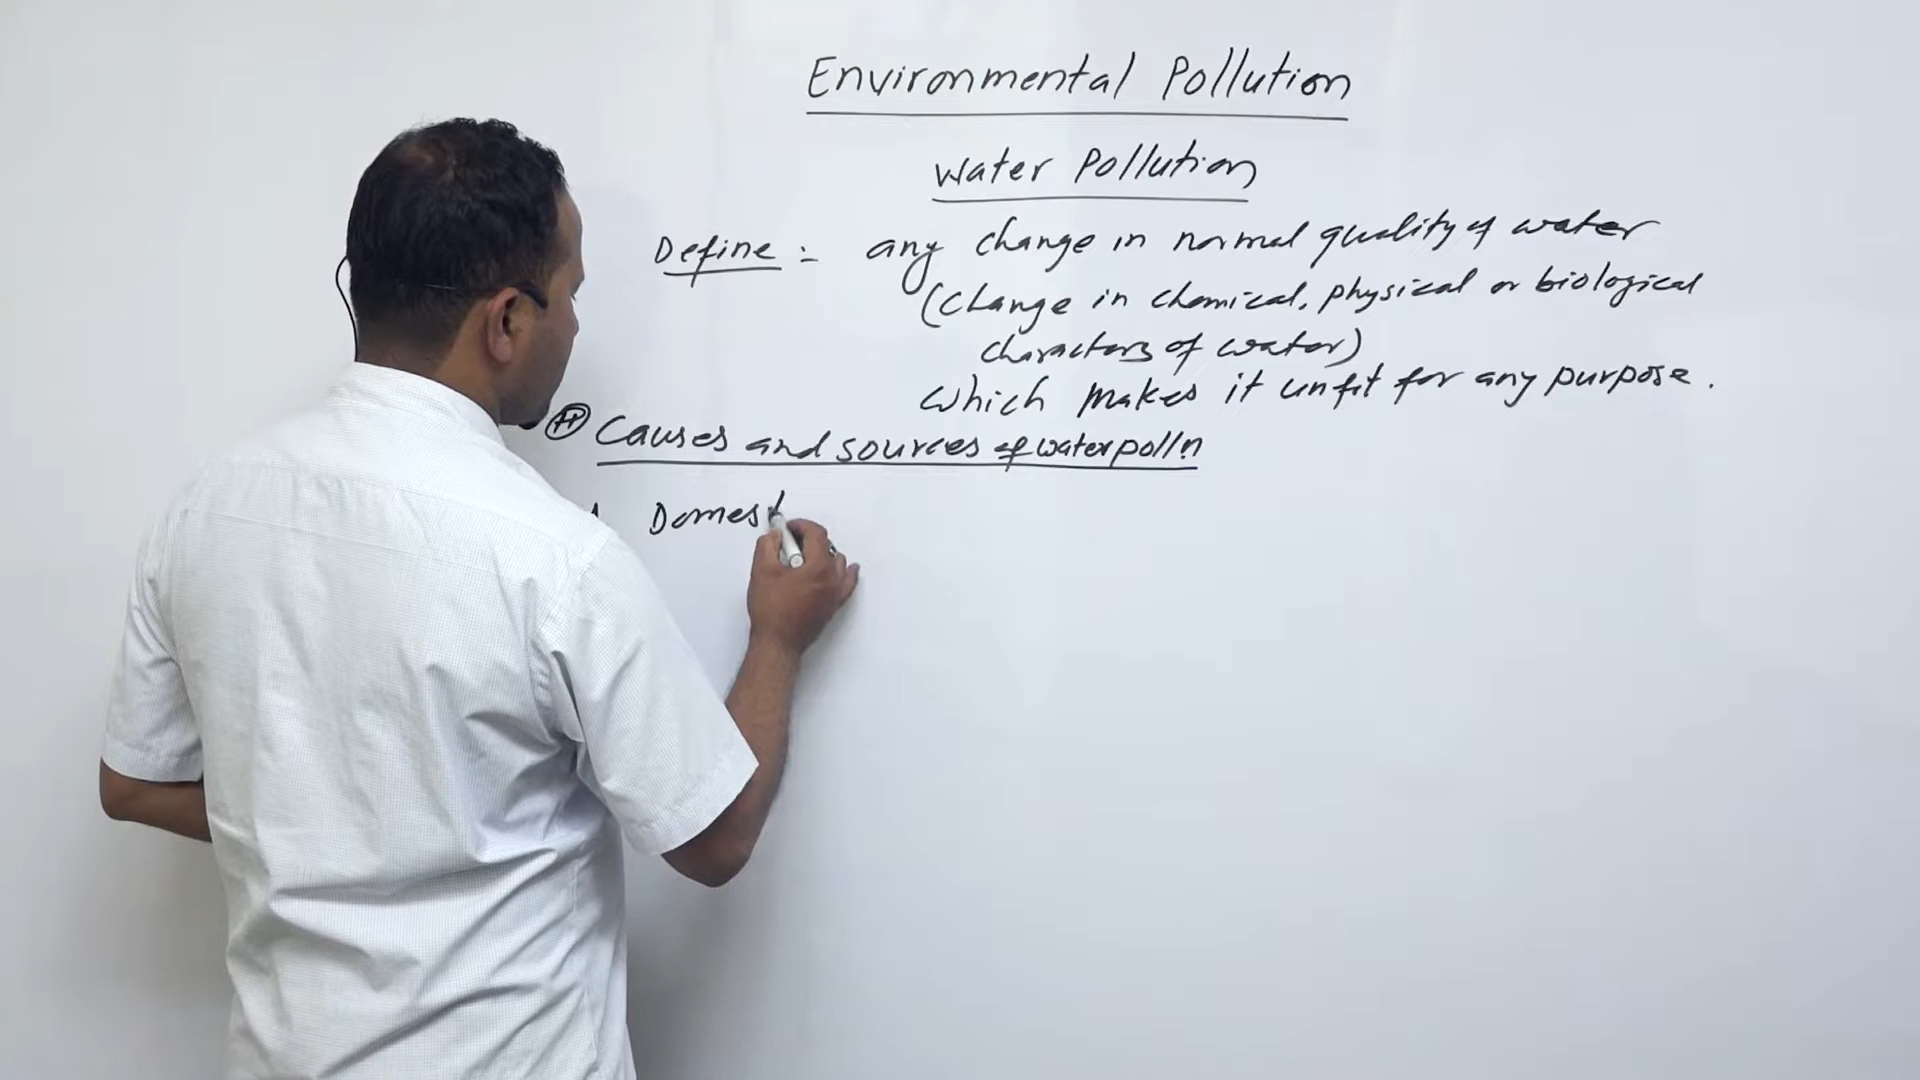 Environmental Pollution
Water Pollution
Define :- any change in normal quality of water
(change in chemical, physical or biological
characters of water)
which makes it unfit for any purpose.
(H) Causes and sources of water polln
Domest